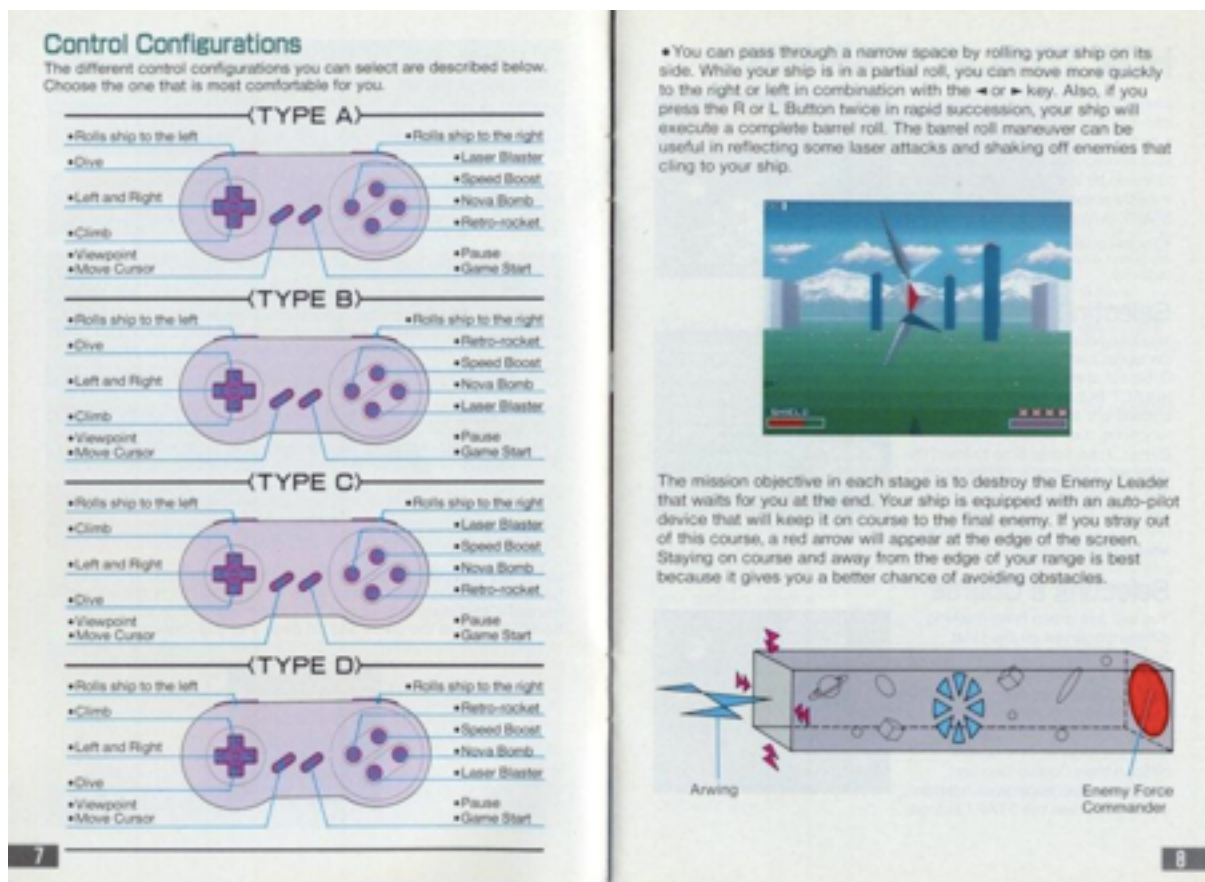 Control Configurations
The different control configurations you can select are described below.
Choose the one that is most comfortable for you.
(TYPE A)
•Rolls ship to the left
•Rolls ship to the right
•Dive
•Laser Blaster
•Speed Boost
•Left and Right
•Nova Bomb
•Retro-rocket
•Climb
•Viewpoint
•Pause
•Move Cursor
•Game Start
(TYPE B)
•Rolls ship to the left
•Rolls ship to the right
•Dive
•Retro-rocket
•Speed Boost
•Left and Right
•Nova Bomb
•Laser Blaster
•Climb
•Viewpoint
•Pause
•Move Cursor
•Game Start
(TYPE C)
•Rolls ship to the left
•Rolls ship to the right
•Climb
•Laser Blaster
•Speed Boost
•Left and Right
•Nova Bomb
•Retro-rocket
•Dive
•Viewpoint
•Pause
•Move Cursor
•Game Start
(TYPE D)
•Rolls ship to the left
•Rolls ship to the right
•Climb
•Retro-rocket
•Speed Boost
•Left and Right
•Nova Bomb
•Laser Blaster
•Dive
•Viewpoint
•Pause
•Move Cursor
•Game Start
7
•You can pass through a narrow space by rolling your ship on its
side. While your ship is in a partial roll, you can move more quickly
to the right or left in combination with the ◄ or ► key. Also, if you
press the R or L Button twice in rapid succession, your ship will
execute a complete barrel roll. The barrel roll maneuver can be
useful in reflecting some laser attacks and shaking off enemies that
cling to your ship.
SHIELD
The mission objective in each stage is to destroy the Enemy Leader
that waits for you at the end. Your ship is equipped with an auto-pilot
device that will keep it on course to the final enemy. If you stray out
of this course, a red arrow will appear at the edge of the screen.
Staying on course and away from the edge of your range is best
because it gives you a better chance of avoiding obstacles.
Arwing
Enemy Force
Commander
8